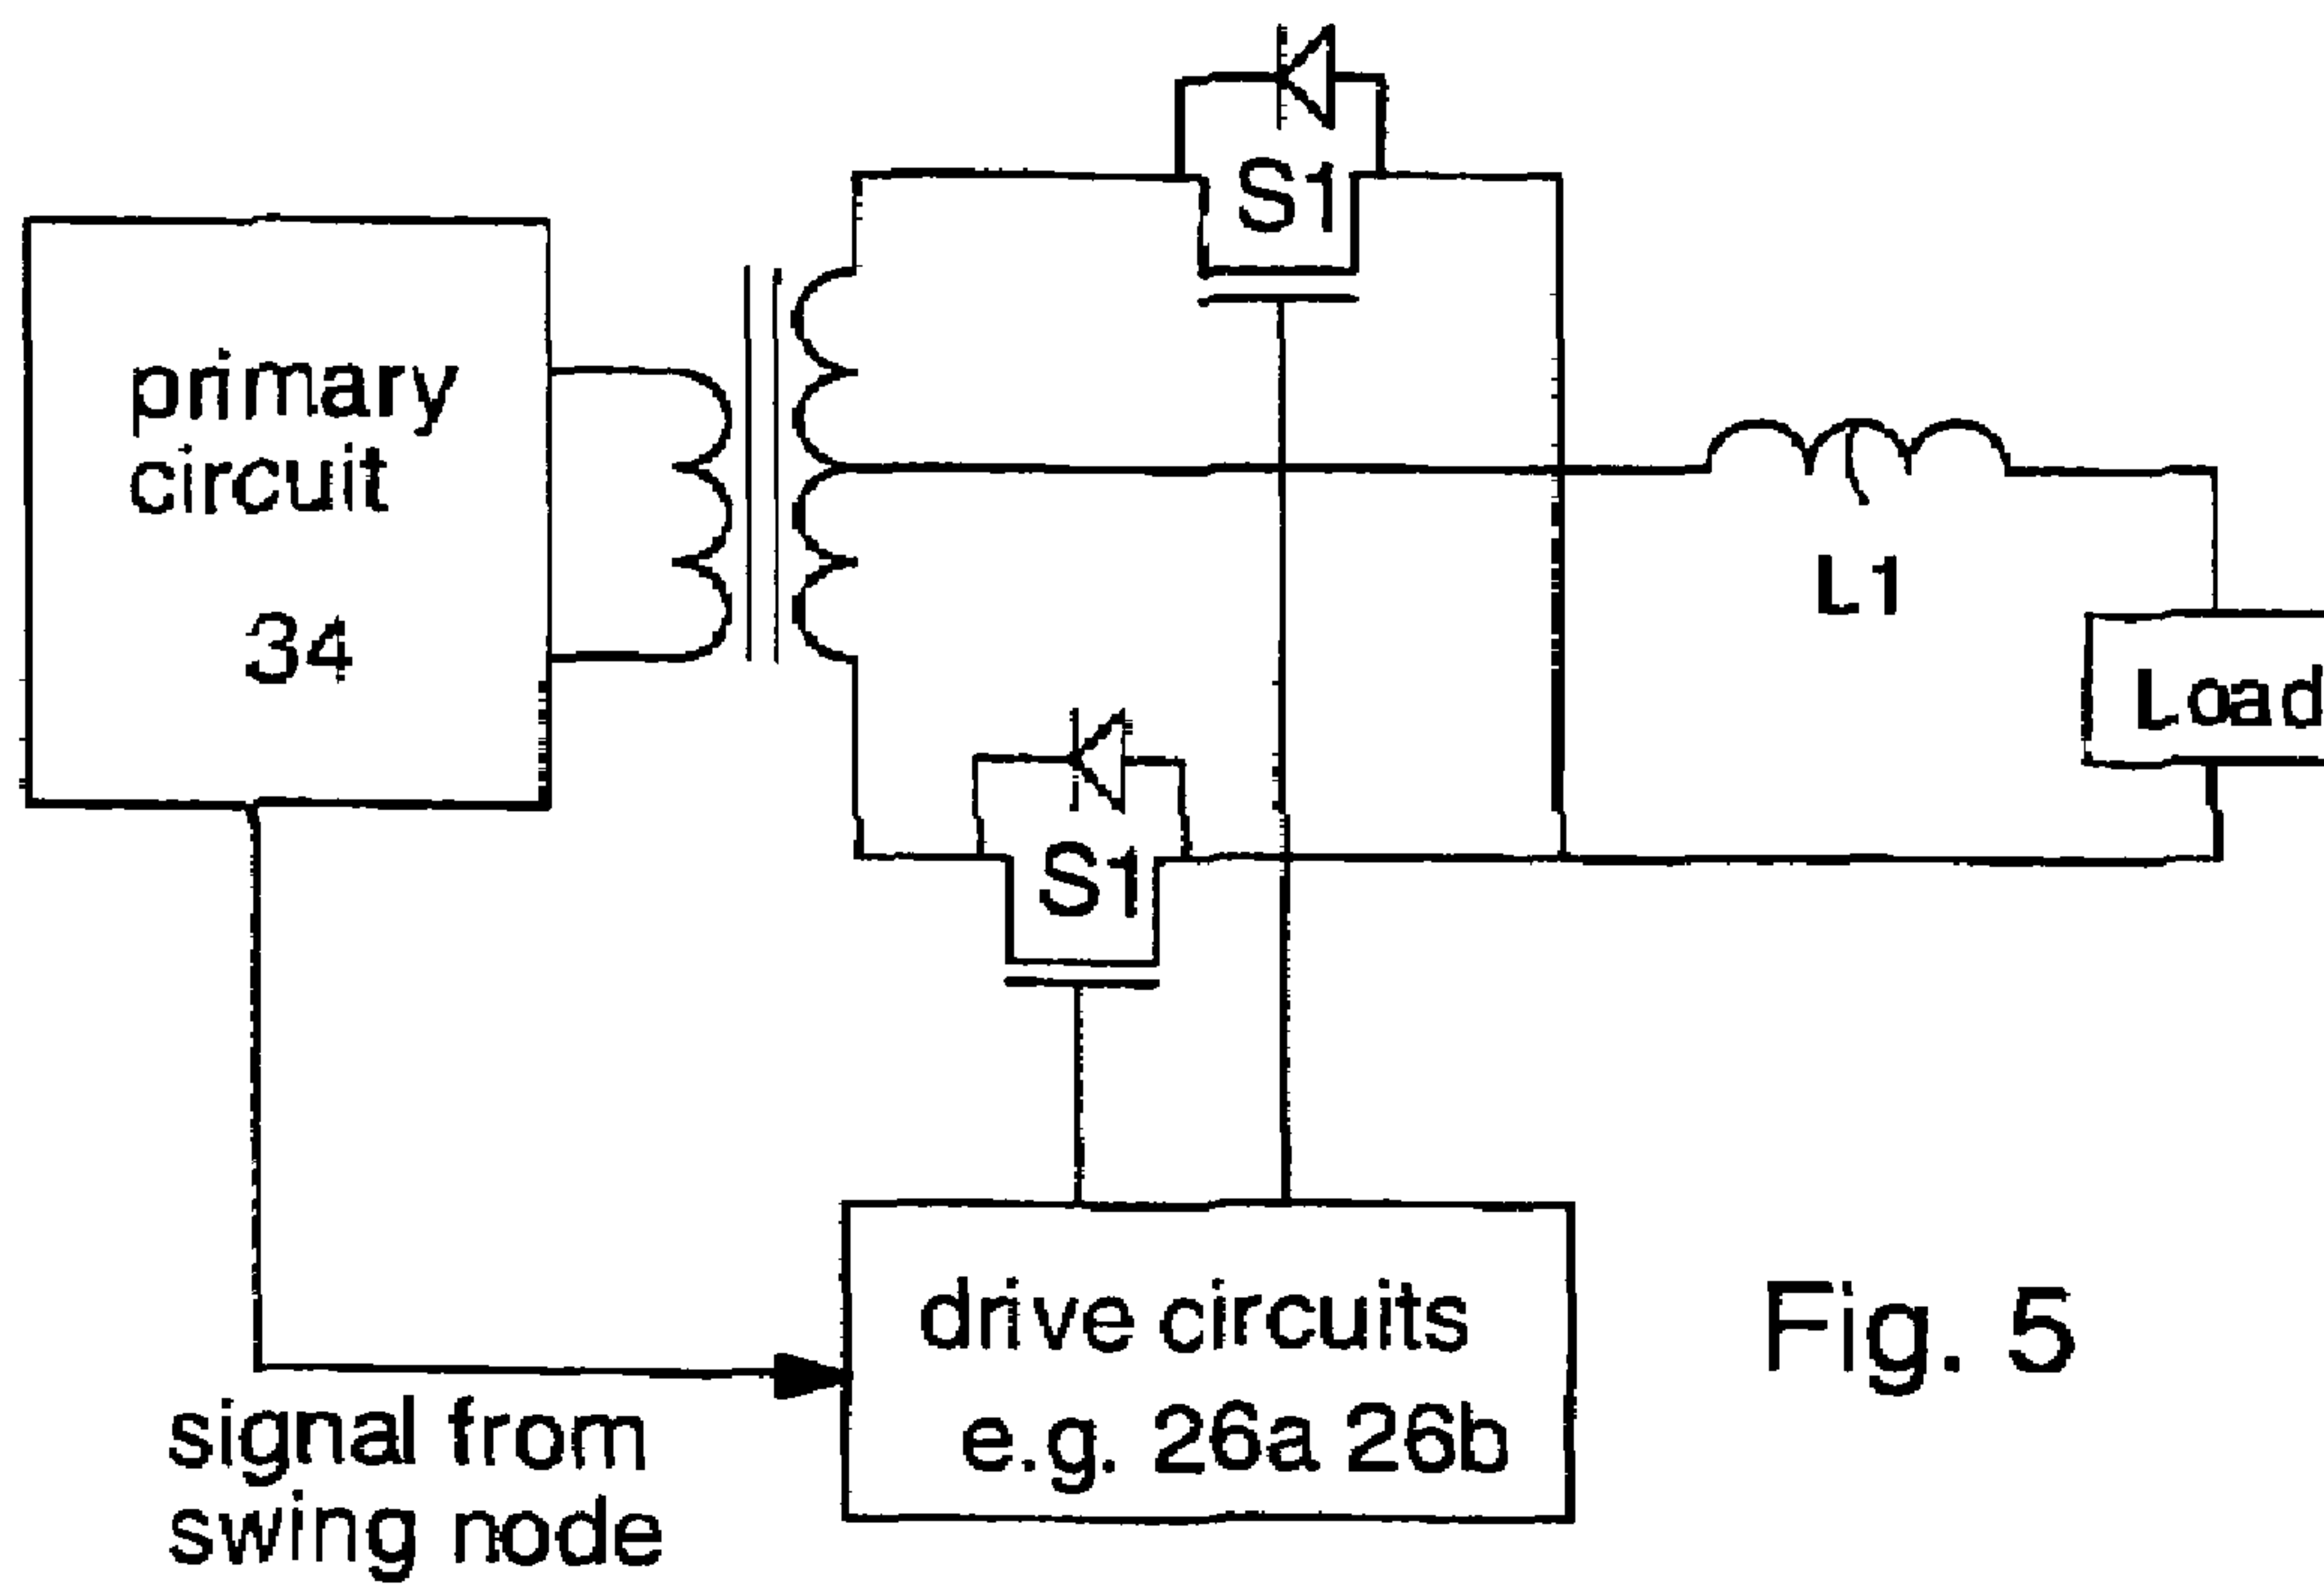 S1
primary
circuit
34
L1
Load
S1
drive circuits
e.g. 26a 26b
Fig. 5
signal from
swing node